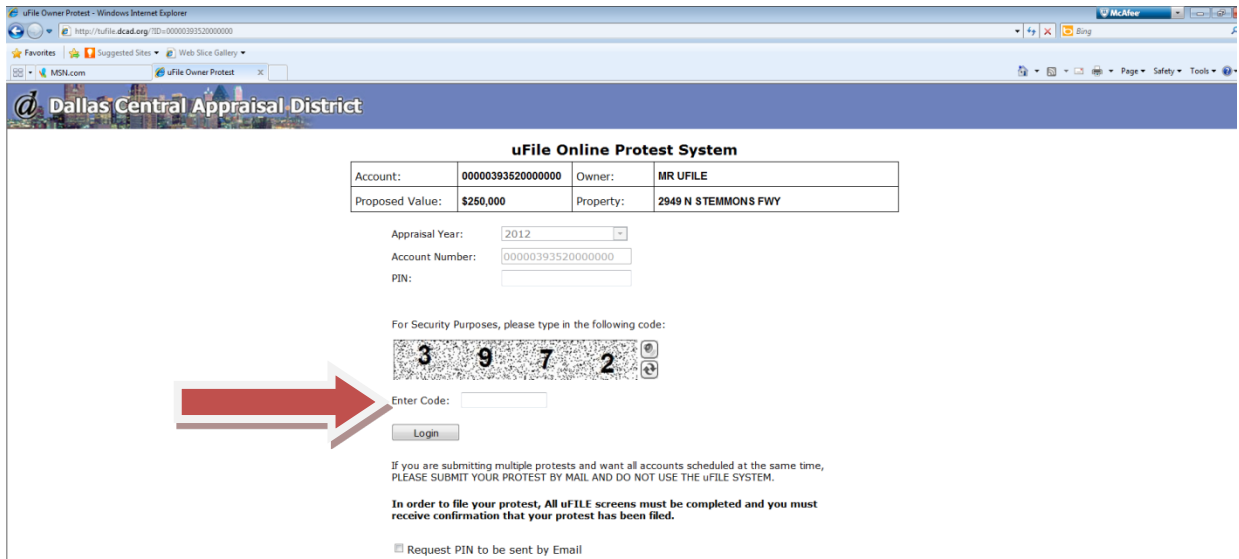 uFile Owner Protest - Windows Internet Explorer
McAfee
http://tufile.dcad.org/?ID=00000393520000000
Bing
Favorites Suggested Sites Web Slice Gallery
MSN.com uFile Owner Protest x Page Safety Tools
d Dallas Central Appraisal District
uFile Online Protest System
Account: 00000393520000000 Owner: MR UFILE
Proposed Value: $250,000 Property: 2949 N STEMMONS FWY
Appraisal Year: 2012
Account Number: 00000393520000000
PIN:
For Security Purposes, please type in the following code:
3 9 7 2
Enter Code:
Login
If you are submitting multiple protests and want all accounts scheduled at the same time,
PLEASE SUBMIT YOUR PROTEST BY MAIL AND DO NOT USE THE uFILE SYSTEM.
In order to file your protest, All uFILE screens must be completed and you must
receive confirmation that your protest has been filed.
Request PIN to be sent by Email